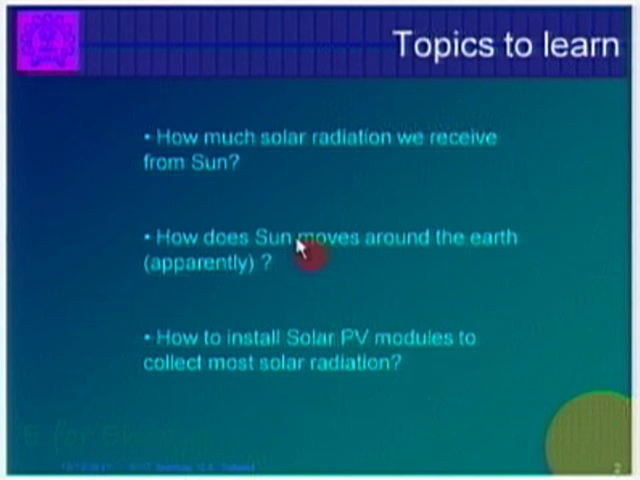 Topics to learn
• How much solar radiation we receive
from Sun?
• How does Sun moves around the earth
(apparently) ?
• How to install Solar PV modules to
collect most solar radiation?
2